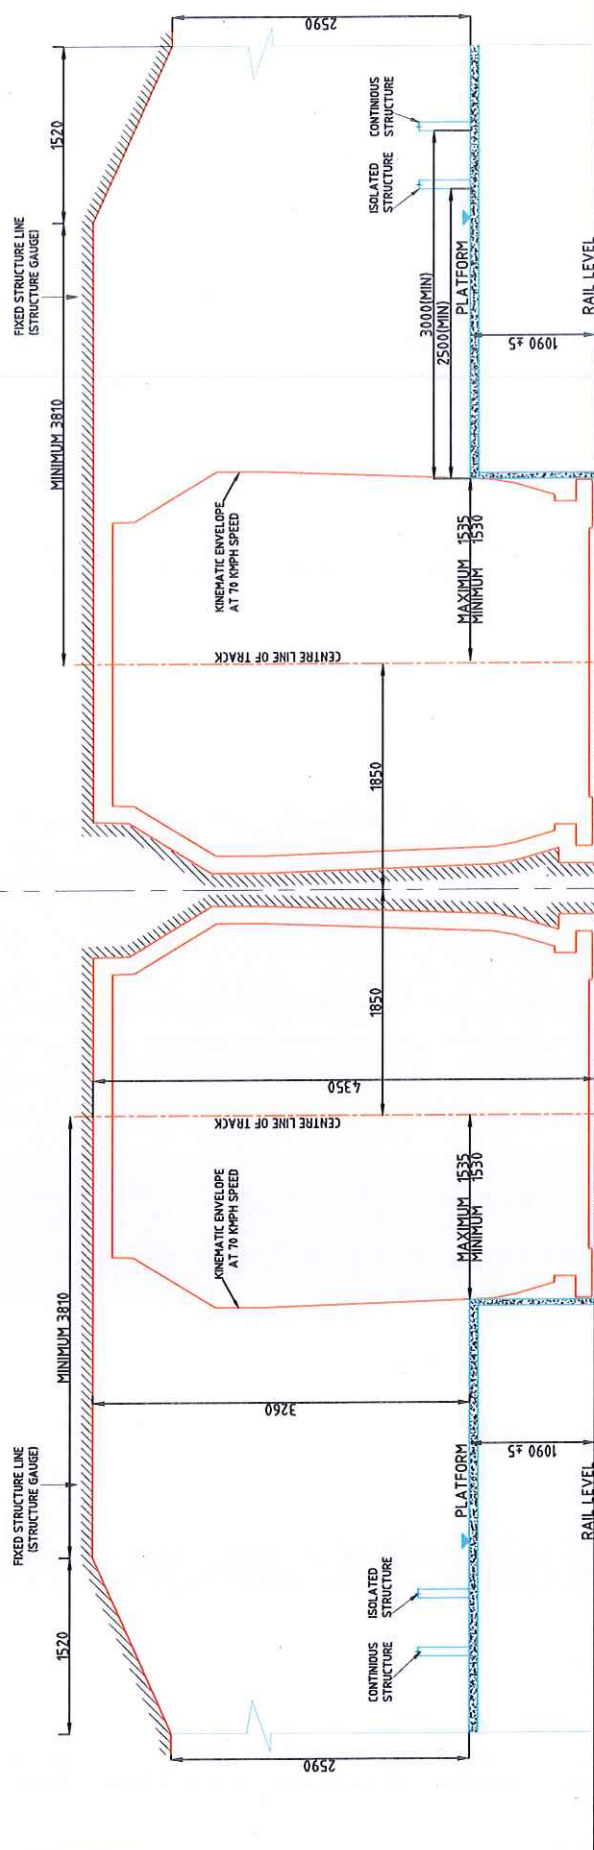 2590
1520
FIXED STRUCTURE LINE
(STRUCTURE GAUGE)
MINIMUM 3810
CONTINIOUS
STRUCTURE
ISOLATED
STRUCTURE
3000(MIN)
2500(MIN)
PLATFORM
1090 ±5
RAIL LEVEL
KINEMATIC ENVELOPE
AT 70 KMPH SPEED
MAXIMUM 1535
MINIMUM 1530
CENTRE LINE OF TRACK
1850
1850
4350
CENTRE LINE OF TRACK
MAXIMUM 1535
MINIMUM 1530
KINEMATIC ENVELOPE
AT 70 KMPH SPEED
MINIMUM 3810
3260
FIXED STRUCTURE LINE
(STRUCTURE GAUGE)
PLATFORM
1090 ±5
RAIL LEVEL
ISOLATED
STRUCTURE
CONTINIOUS
STRUCTURE
1520
2590